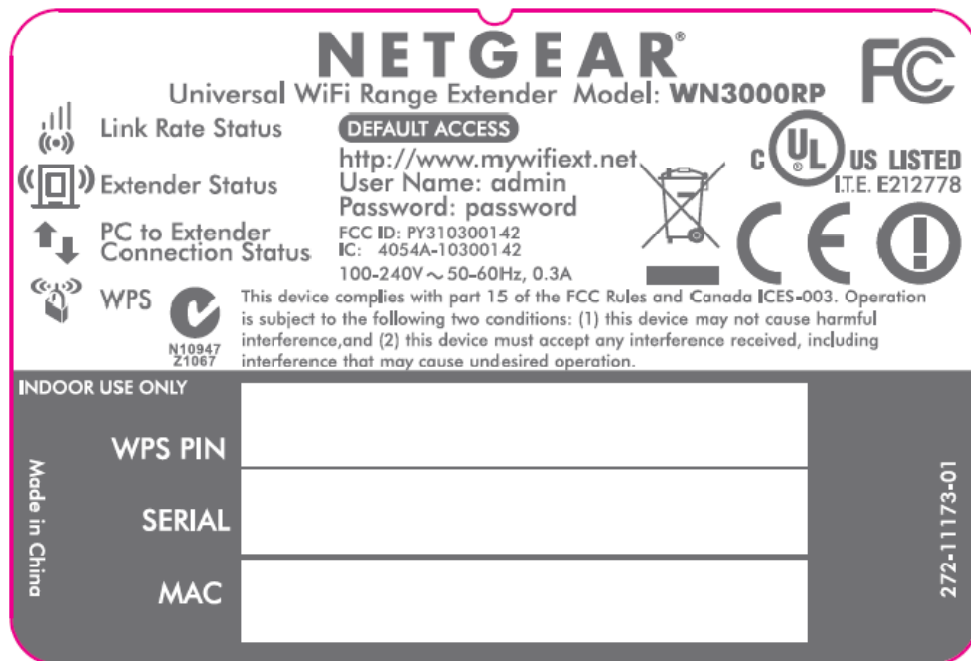 NETGEAR®
FC
Universal WiFi Range Extender Model: WN3000RP
Link Rate Status
DEFAULT ACCESS
http://www.mywifiext.net
C UL® US LISTED
I.T.E. E212778
Extender Status
User Name: admin
Password: password
PC to Extender
Connection Status
FCC ID: PY310300142
IC: 4054A-10300142
100-240V ~ 50-60Hz, 0.3A
CE
WPS
N10947
Z1067
This device complies with part 15 of the FCC Rules and Canada ICES-003. Operation
is subject to the following two conditions: (1) this device may not cause harmful
interference,and (2) this device must accept any interference received, including
interference that may cause undesired operation.
INDOOR USE ONLY
WPS PIN
SERIAL
MAC
Made in China
272-11173-01